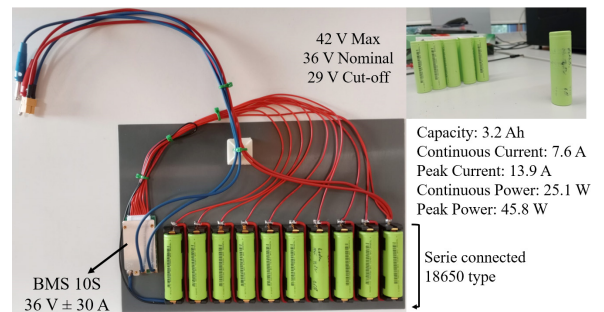 42 V Max
36 V Nominal
29 V Cut-off
Capacity: 3.2 Ah
Continuous Current: 7.6 A
Peak Current: 13.9 A
Continuous Power: 25.1 W
Peak Power: 45.8 W
Serie connected
18650 type
BMS 10S
36 V ± 30 A